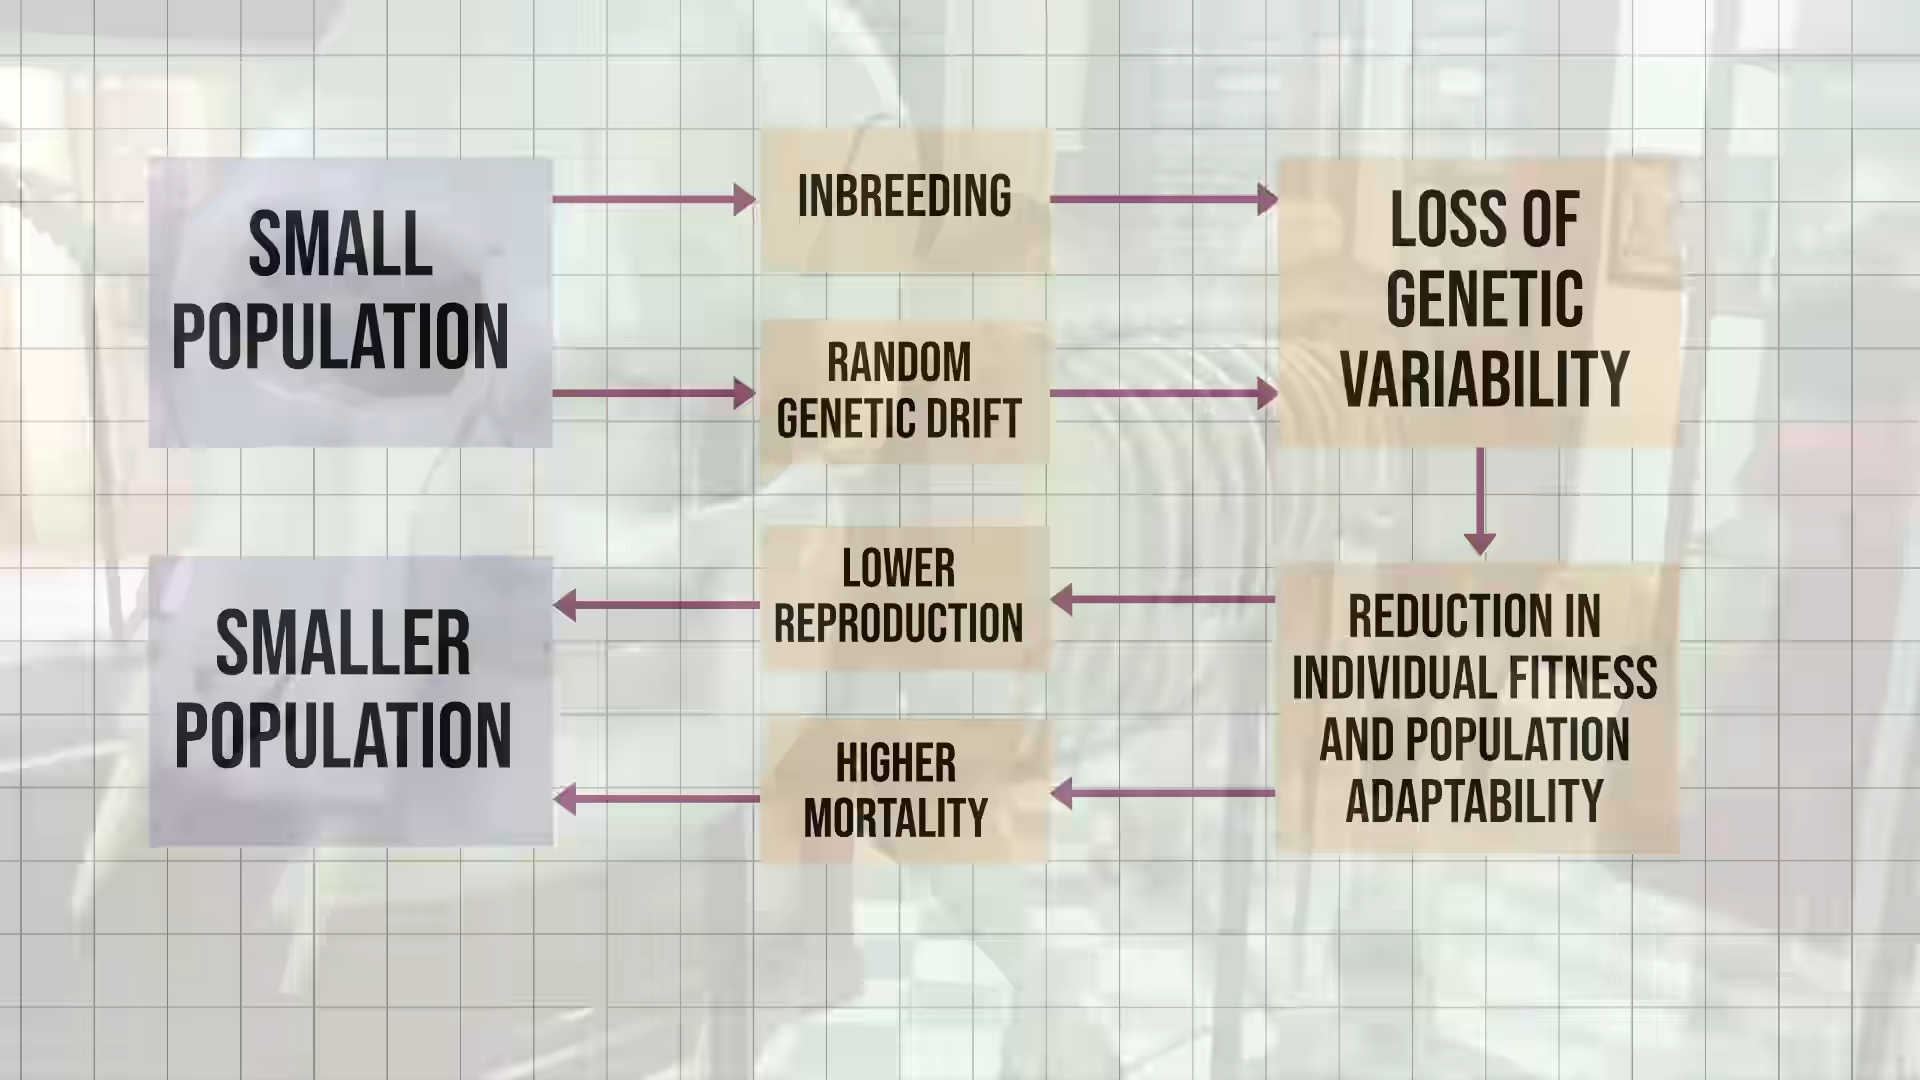 SMALL
POPULATION
INBREEDING
RANDOM
GENETIC DRIFT
LOSS OF
GENETIC
VARIABILITY
REDUCTION IN
INDIVIDUAL FITNESS
AND POPULATION
ADAPTABILITY
LOWER
REPRODUCTION
HIGHER
MORTALITY
SMALLER
POPULATION